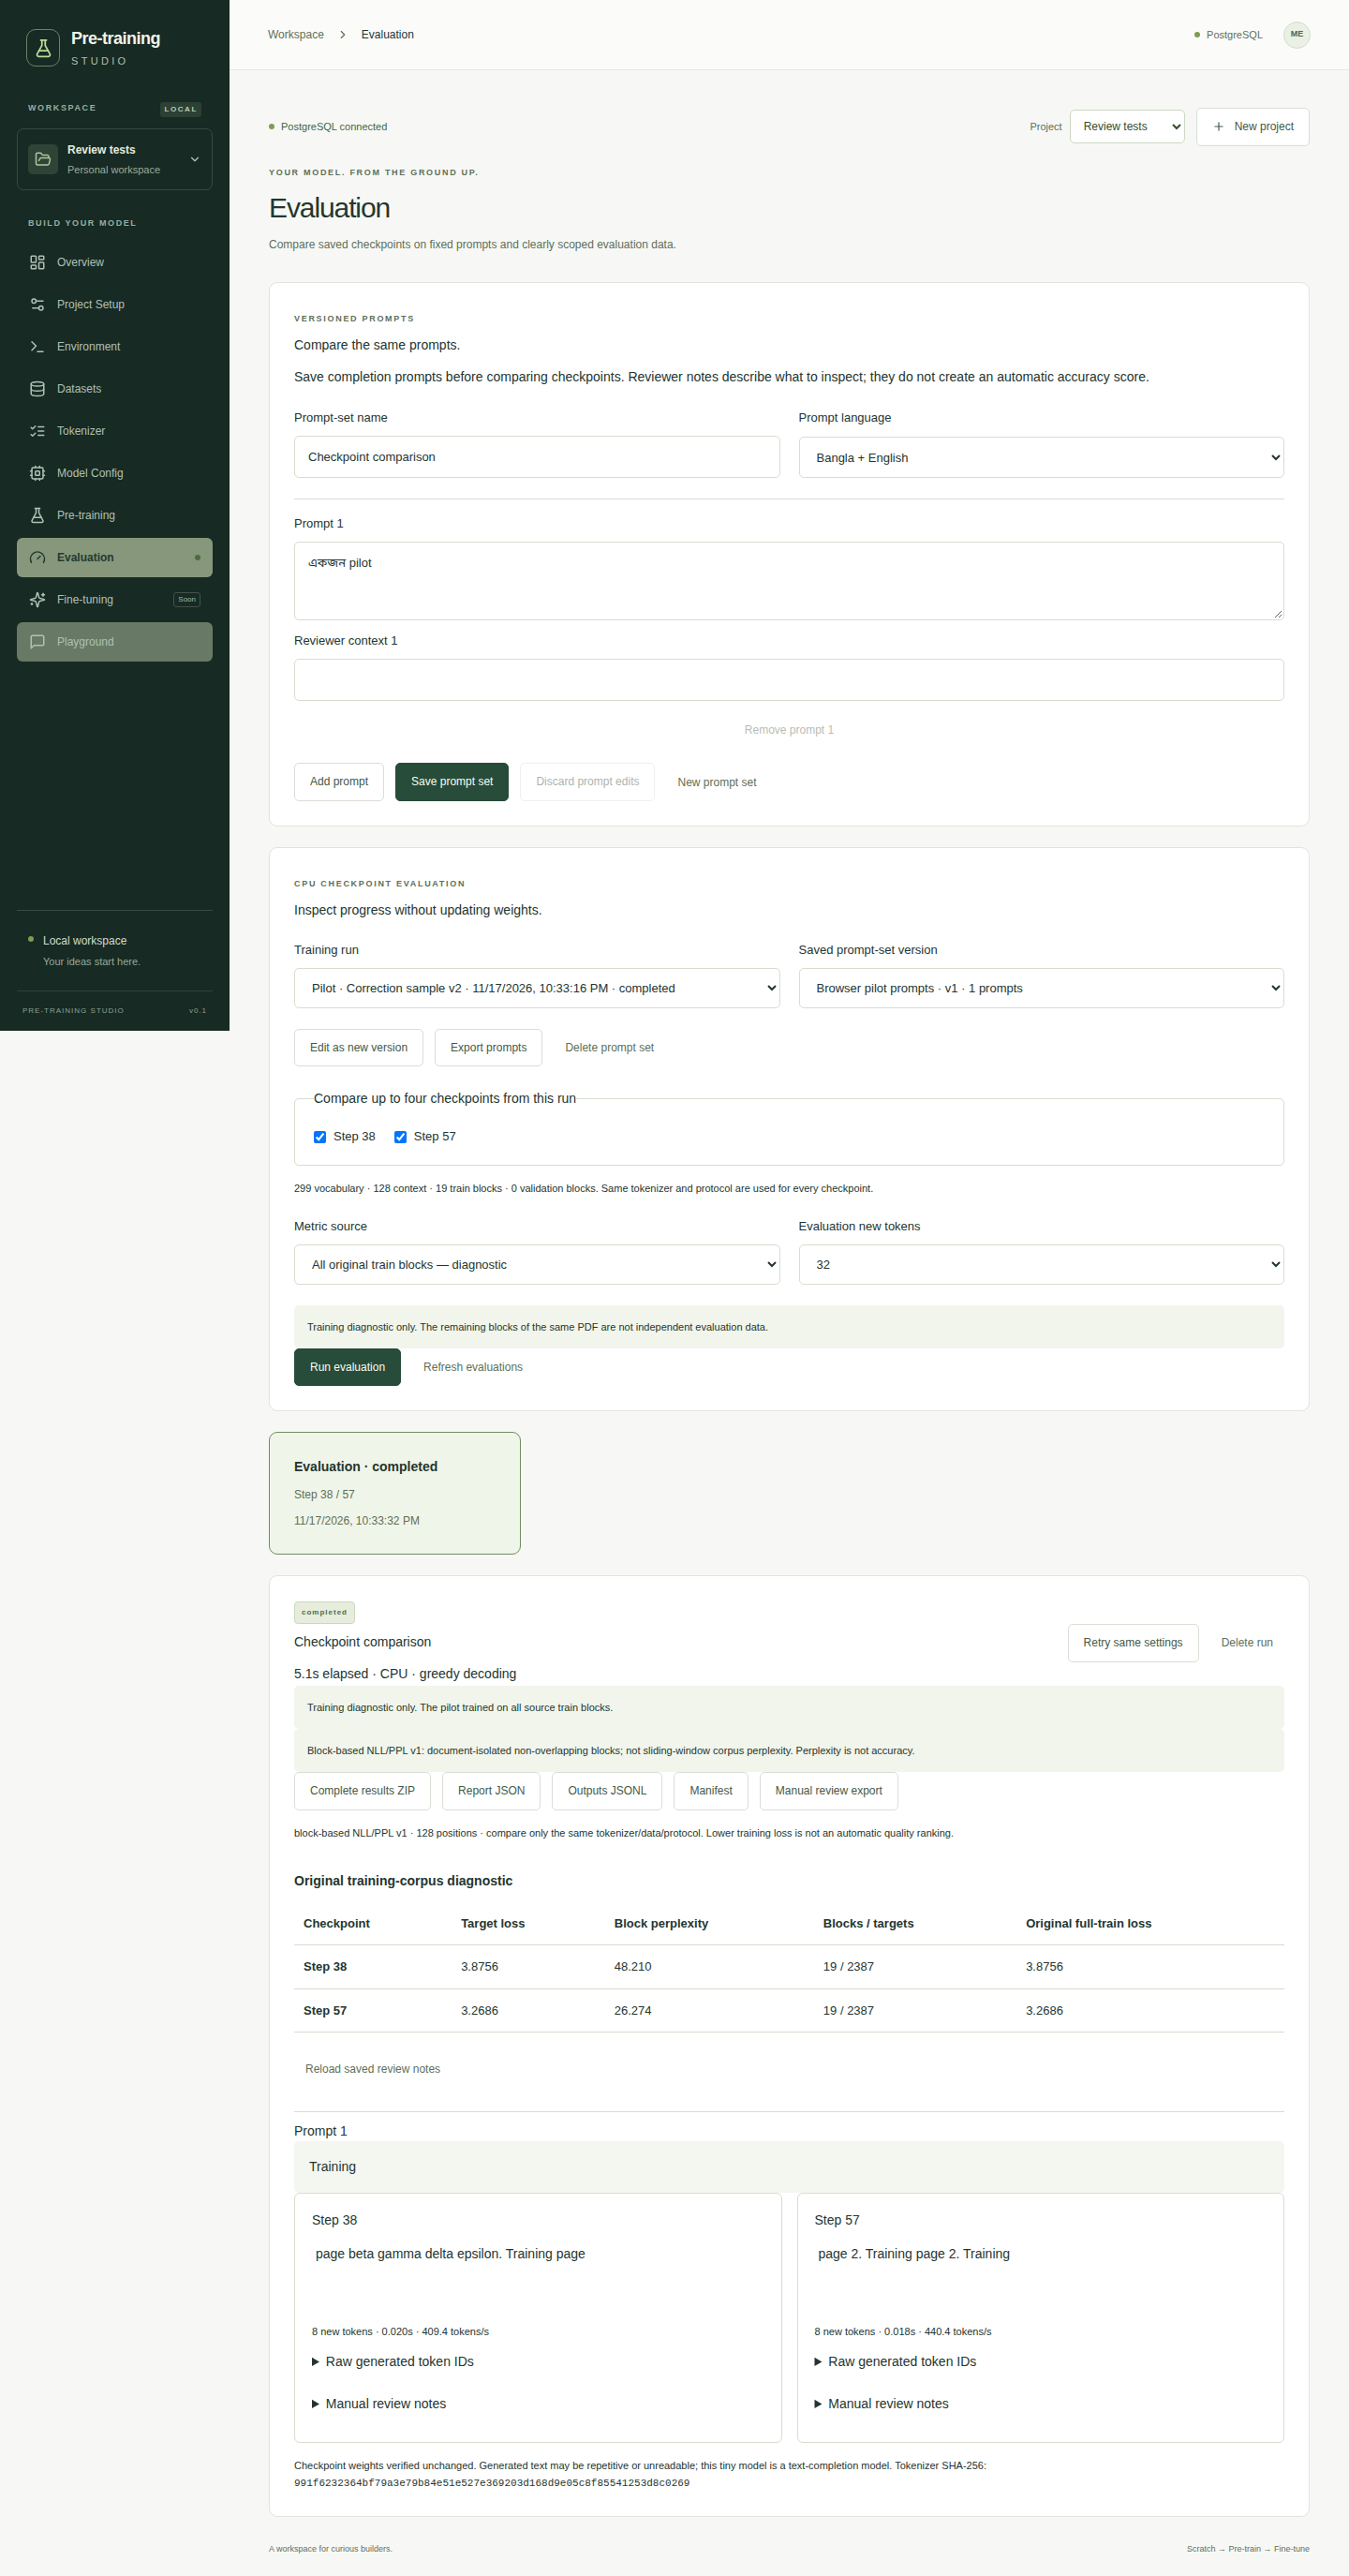 Pre-training
STUDIO
WORKSPACE LOCAL
Review tests
Personal workspace
BUILD YOUR MODEL
Overview
Project Setup
Environment
Datasets
Tokenizer
Model Config
Pre-training
Evaluation
Fine-tuning Soon
Playground
Local workspace
Your ideas start here.
PRE-TRAINING STUDIO v0.1
Workspace Evaluation PostgreSQL ME
PostgreSQL connected Project Review tests New project
YOUR MODEL. FROM THE GROUND UP.
Evaluation
Compare saved checkpoints on fixed prompts and clearly scoped evaluation data.
VERSIONED PROMPTS
Compare the same prompts.
Save completion prompts before comparing checkpoints. Reviewer notes describe what to inspect; they do not create an automatic accuracy score.
Prompt-set name Prompt language
Checkpoint comparison Bangla + English
Prompt 1
একজন pilot
Reviewer context 1
Remove prompt 1
Add prompt Save prompt set Discard prompt edits New prompt set
CPU CHECKPOINT EVALUATION
Inspect progress without updating weights.
Training run Saved prompt-set version
Pilot · Correction sample v2 · 11/17/2026, 10:33:16 PM · completed Browser pilot prompts · v1 · 1 prompts
Edit as new version Export prompts Delete prompt set
Compare up to four checkpoints from this run
Step 38 Step 57
299 vocabulary · 128 context · 19 train blocks · 0 validation blocks. Same tokenizer and protocol are used for every checkpoint.
Metric source Evaluation new tokens
All original train blocks — diagnostic 32
Training diagnostic only. The remaining blocks of the same PDF are not independent evaluation data.
Run evaluation Refresh evaluations
Evaluation · completed
Step 38 / 57
11/17/2026, 10:33:32 PM
completed
Checkpoint comparison Retry same settings Delete run
5.1s elapsed · CPU · greedy decoding
Training diagnostic only. The pilot trained on all source train blocks.
Block-based NLL/PPL v1: document-isolated non-overlapping blocks; not sliding-window corpus perplexity. Perplexity is not accuracy.
Complete results ZIP Report JSON Outputs JSONL Manifest Manual review export
block-based NLL/PPL v1 · 128 positions · compare only the same tokenizer/data/protocol. Lower training loss is not an automatic quality ranking.
Original training-corpus diagnostic
Checkpoint Target loss Block perplexity Blocks / targets Original full-train loss
Step 38 3.8756 48.210 19 / 2387 3.8756
Step 57 3.2686 26.274 19 / 2387 3.2686
Reload saved review notes
Prompt 1
Training
Step 38 Step 57
page beta gamma delta epsilon. Training page page 2. Training page 2. Training
8 new tokens · 0.020s · 409.4 tokens/s 8 new tokens · 0.018s · 440.4 tokens/s
Raw generated token IDs Raw generated token IDs
Manual review notes Manual review notes
Checkpoint weights verified unchanged. Generated text may be repetitive or unreadable; this tiny model is a text-completion model. Tokenizer SHA-256:
991f6232364bf79a3e79b84e51e527e369203d168d9e05c8f85541253d8c0269
A workspace for curious builders. Scratch → Pre-train → Fine-tune